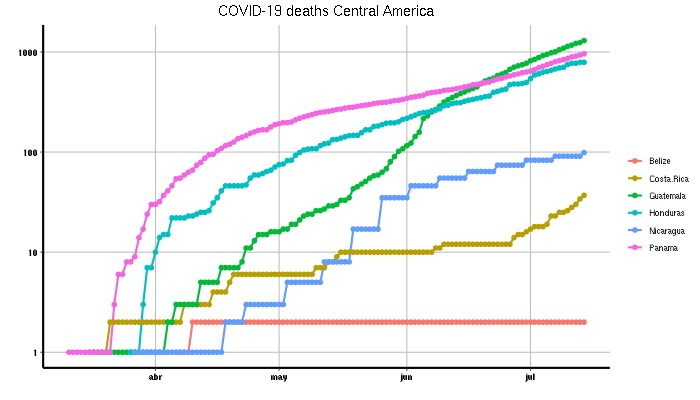 COVID-19 deaths Central America
1000
100
10
1
abr
may
jun
jul
Belize
Costa.Rica
Guatemala
Honduras
Nicaragua
Panama